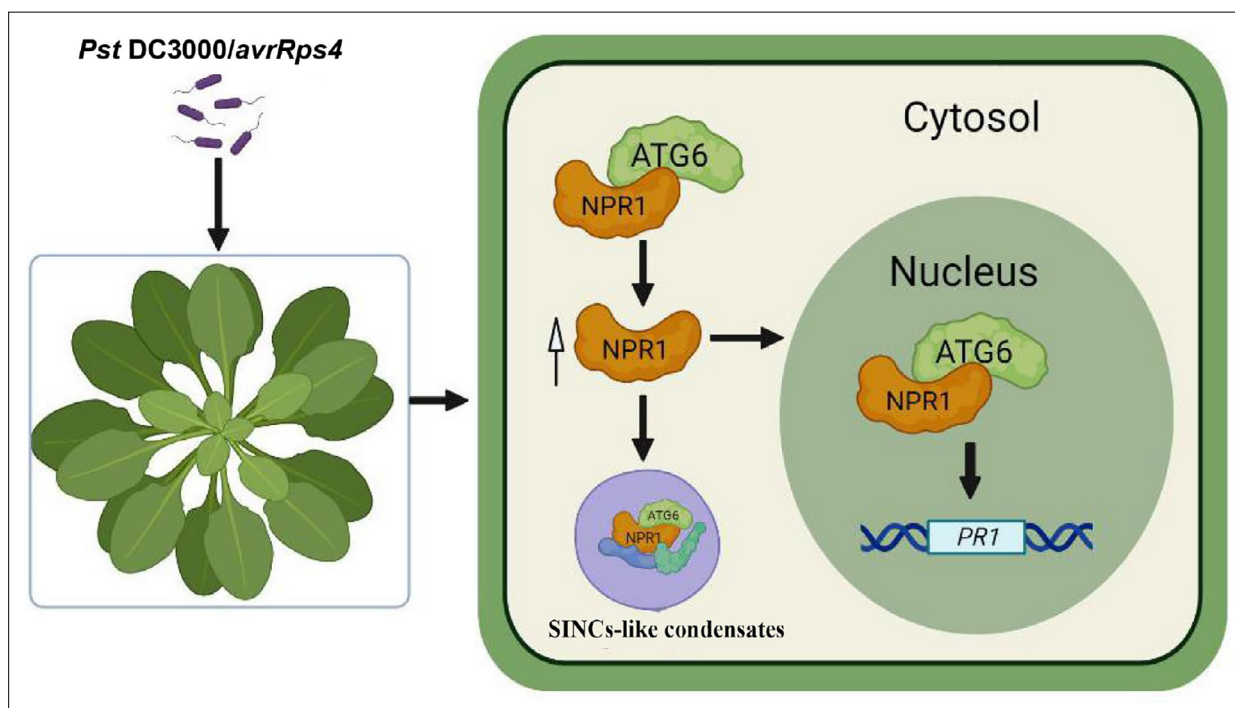 Pst DC3000/avrRps4
Cytosol
ATG6
NPR1
NPR1
Nucleus
ATG6
NPR1
PR1
ATG6
NPR1
SINCs-like condensates